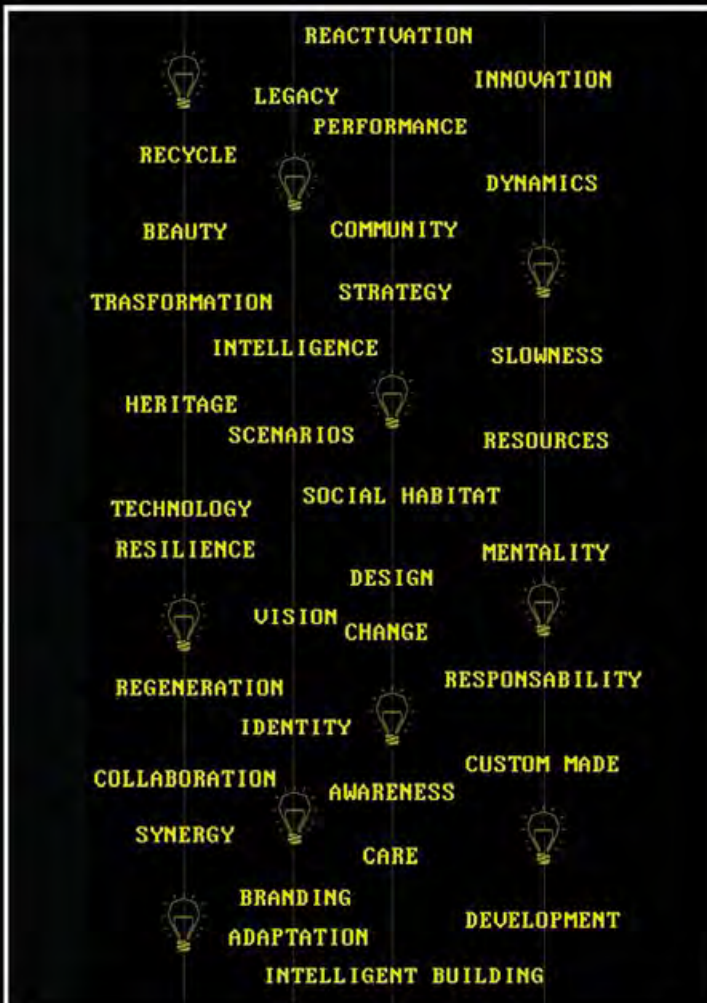 REACTIVATION
INNOVATION
LEGACY
PERFORMANCE
RECYCLE
DYNAMICS
BEAUTY
COMMUNITY
STRATEGY
TRASFORMATION
INTELLIGENCE
SLOWNESS
HERITAGE
SCENARIOS
RESOURCES
SOCIAL HABITAT
TECHNOLOGY
RESILIENCE
MENTALITY
DESIGN
VISION
CHANGE
RESPONSABILITY
REGENERATION
IDENTITY
CUSTOM MADE
COLLABORATION
AWARENESS
SYNERGY
CARE
BRANDING
DEVELOPMENT
ADAPTATION
INTELLIGENT BUILDING